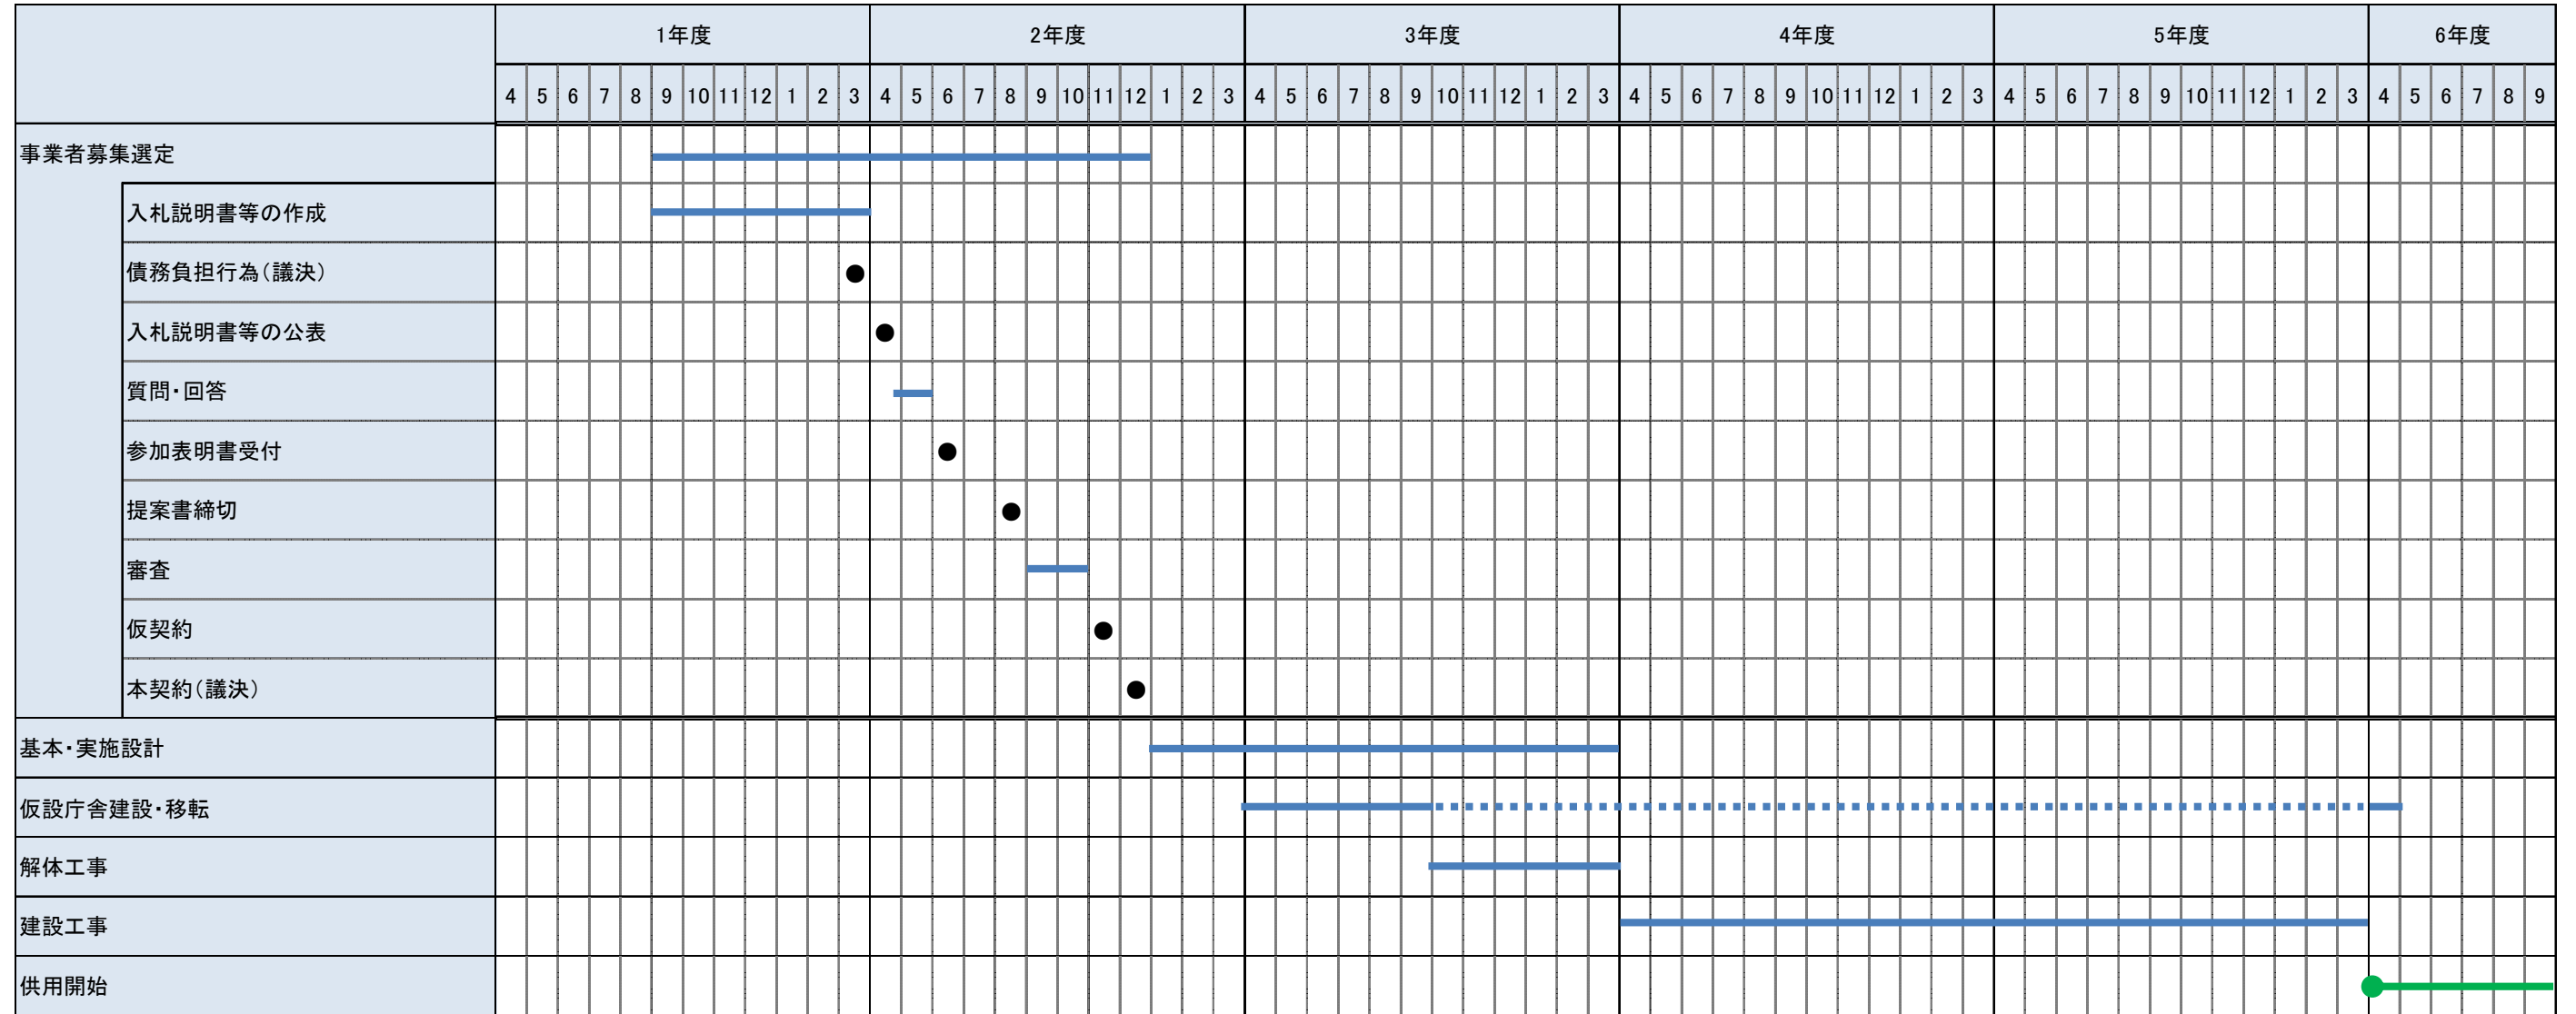 1年度 2年度 3年度 4年度 5年度 6年度
4 5 6 7 8 9 10 11 12 1 2 3 4 5 6 7 8 9 10 11 12 1 2 3 4 5 6 7 8 9 10 11 12 1 2 3 4 5 6 7 8 9 10 11 12 1 2 3 4 5 6 7 8 9 10 11 12 1 2 3 4 5 6 7 8 9
事業者募集選定
入札説明書等の作成
債務負担行為(議決)
入札説明書等の公表
質問・回答
参加表明書受付
提案書締切
審査
仮契約
本契約(議決)
基本・実施設計
仮設庁舎建設・移転
解体工事
建設工事
供用開始